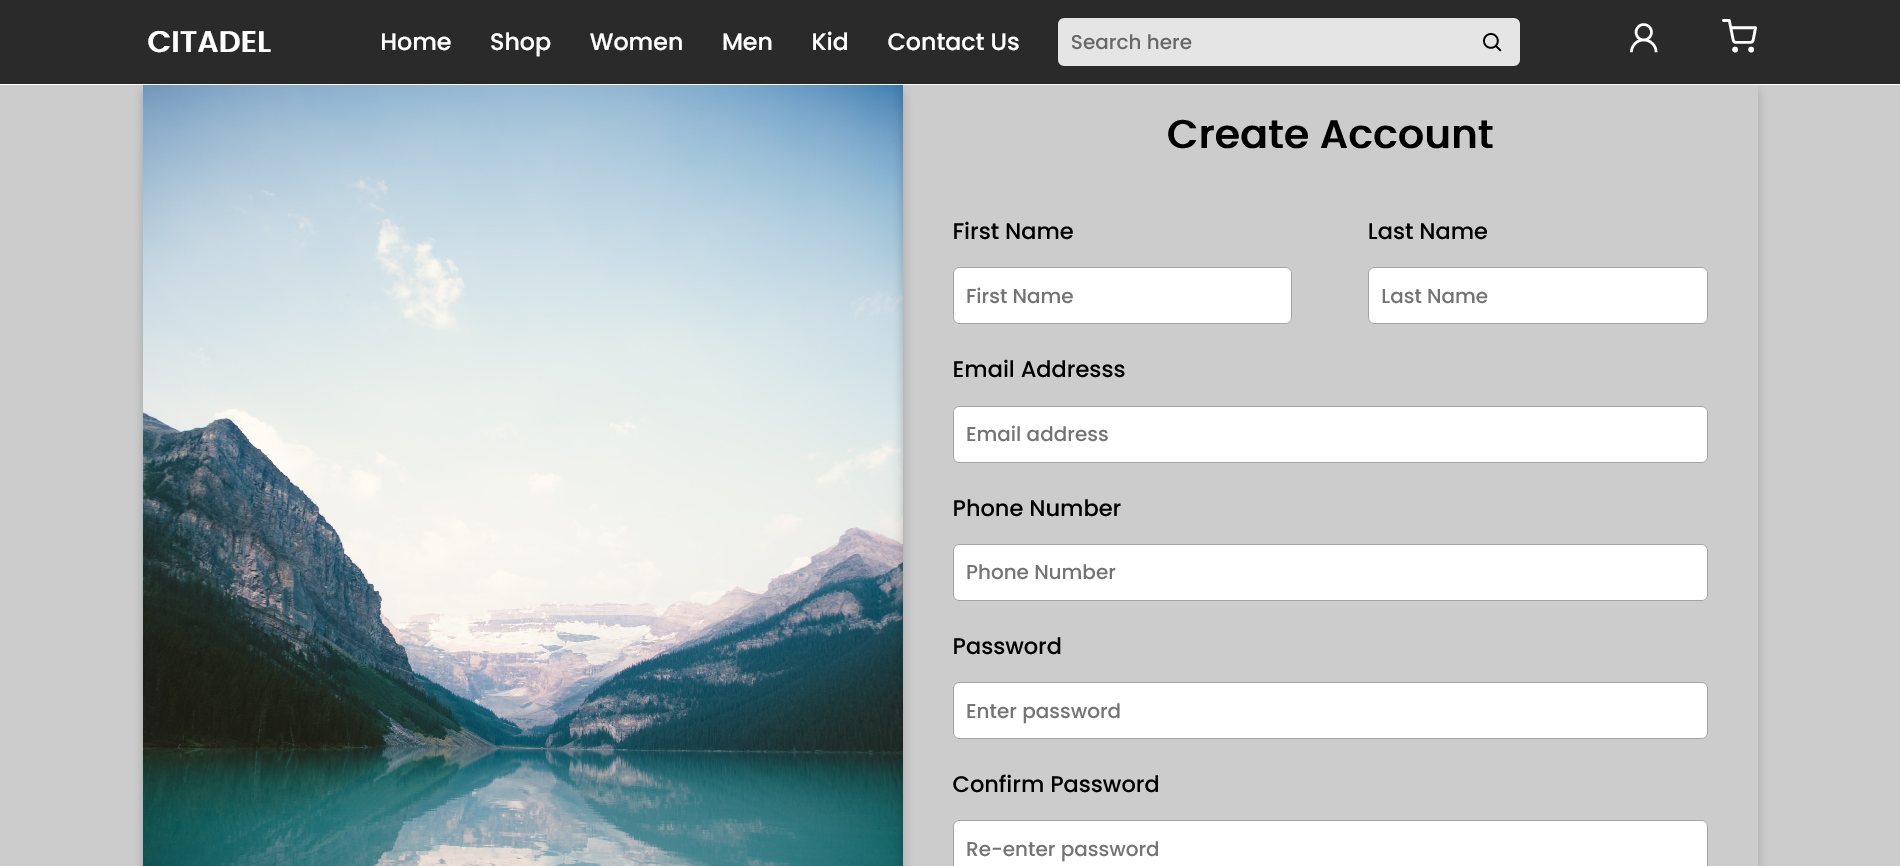 CITADEL Home Shop Women Men Kid Contact Us Search here
Create Account
First Name Last Name
First Name Last Name
Email Addresss
Email address
Phone Number
Phone Number
Password
Enter password
Confirm Password
Re-enter password